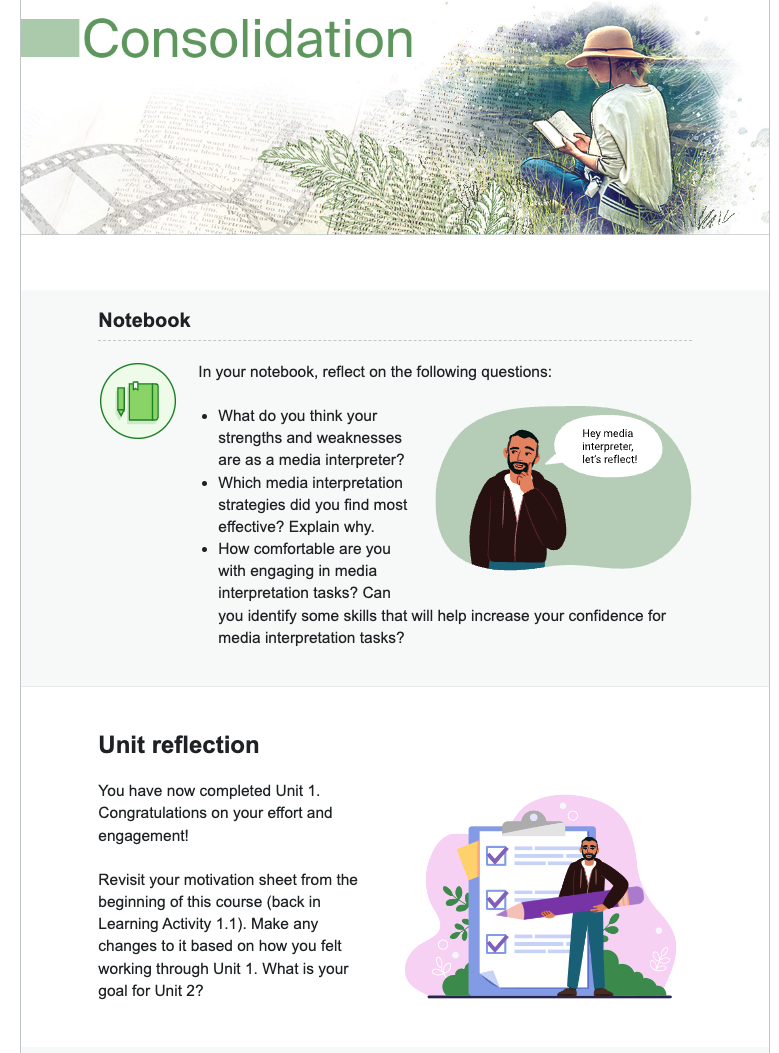 Consolidation
Notebook
In your notebook, reflect on the following questions:
• What do you think your
strengths and weaknesses
are as a media interpreter?
• Which media interpretation
strategies did you find most
effective? Explain why.
• How comfortable are you
with engaging in media
interpretation tasks? Can
you identify some skills that will help increase your confidence for
media interpretation tasks?
Hey media
interpreter,
let's reflect!
Unit reflection
You have now completed Unit 1.
Congratulations on your effort and
engagement!
Revisit your motivation sheet from the
beginning of this course (back in
Learning Activity 1.1). Make any
changes to it based on how you felt
working through Unit 1. What is your
goal for Unit 2?